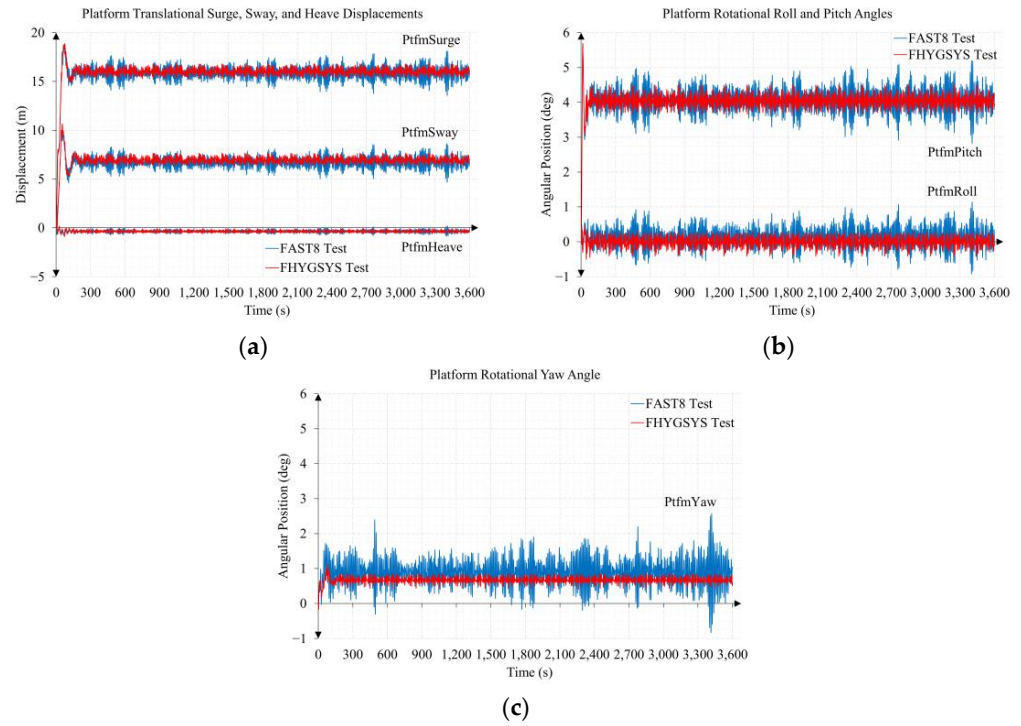 Platform Translational Surge, Sway, and Heave Displacements
20
15
10
5
0
−5
Displacement (m)
PtfmSurge
PtfmSway
PtfmHeave
FAST8 Test
FHYGSYS Test
0 300 600 900 1,200 1,500 1,800 2,100 2,400 2,700 3,000 3,300 3,600
Time (s)
(a)
Platform Rotational Roll and Pitch Angles
6
5
4
3
2
1
0
−1
Angular Position (deg)
FAST8 Test
FHYGSYS Test
PtfmPitch
PtfmRoll
0 300 600 900 1,200 1,500 1,800 2,100 2,400 2,700 3,000 3,300 3,600
Time (s)
(b)
Platform Rotational Yaw Angle
6
5
4
3
2
1
0
−1
Angular Position (deg)
FAST8 Test
FHYGSYS Test
PtfmYaw
0 300 600 900 1,200 1,500 1,800 2,100 2,400 2,700 3,000 3,300 3,600
Time (s)
(c)